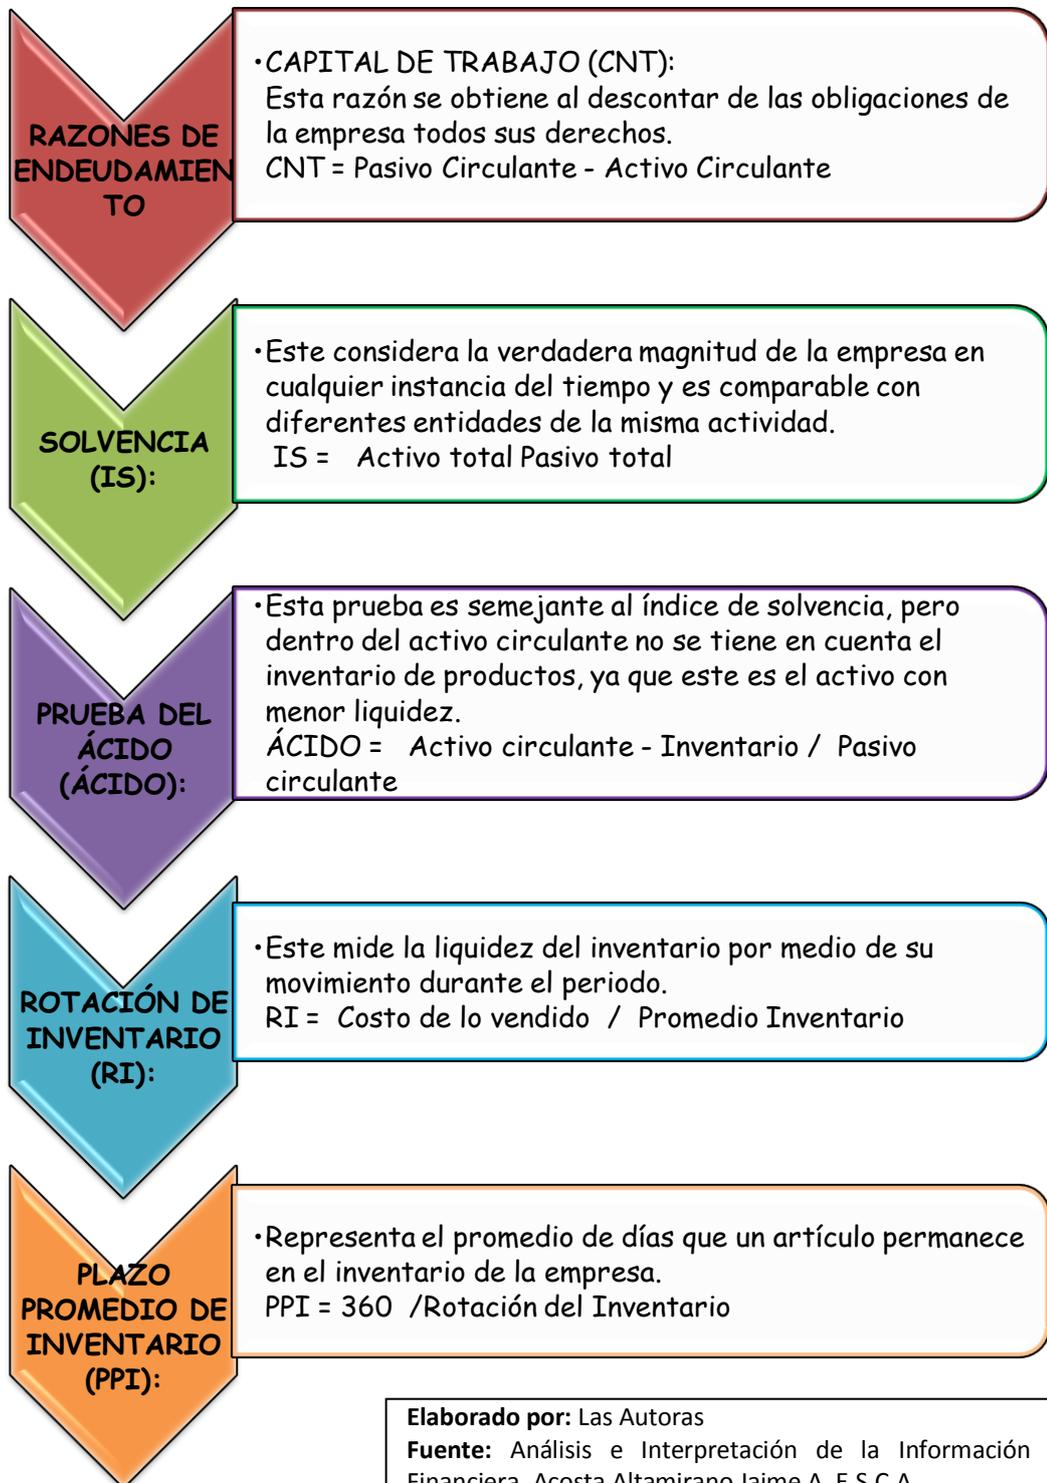 RAZONES DE
ENDEUDAMIEN
TO
•CAPITAL DE TRABAJO (CNT):
Esta razón se obtiene al descontar de las obligaciones de
la empresa todos sus derechos.
CNT = Pasivo Circulante - Activo Circulante
SOLVENCIA
(IS):
•Este considera la verdadera magnitud de la empresa en
cualquier instancia del tiempo y es comparable con
diferentes entidades de la misma actividad.
IS = Activo total Pasivo total
PRUEBA DEL
ÁCIDO
(ÁCIDO):
•Esta prueba es semejante al índice de solvencia, pero
dentro del activo circulante no se tiene en cuenta el
inventario de productos, ya que este es el activo con
menor liquidez.
ÁCIDO = Activo circulante - Inventario / Pasivo
circulante
ROTACIÓN DE
INVENTARIO
(RI):
•Este mide la liquidez del inventario por medio de su
movimiento durante el periodo.
RI = Costo de lo vendido / Promedio Inventario
PLAZO
PROMEDIO DE
INVENTARIO
(PPI):
•Representa el promedio de días que un artículo permanece
en el inventario de la empresa.
PPI = 360 /Rotación del Inventario
Elaborado por: Las Autoras
Fuente: Análisis e Interpretación de la Información
Financiera, Acosta Altamirano Jaime A. E.S.C.A